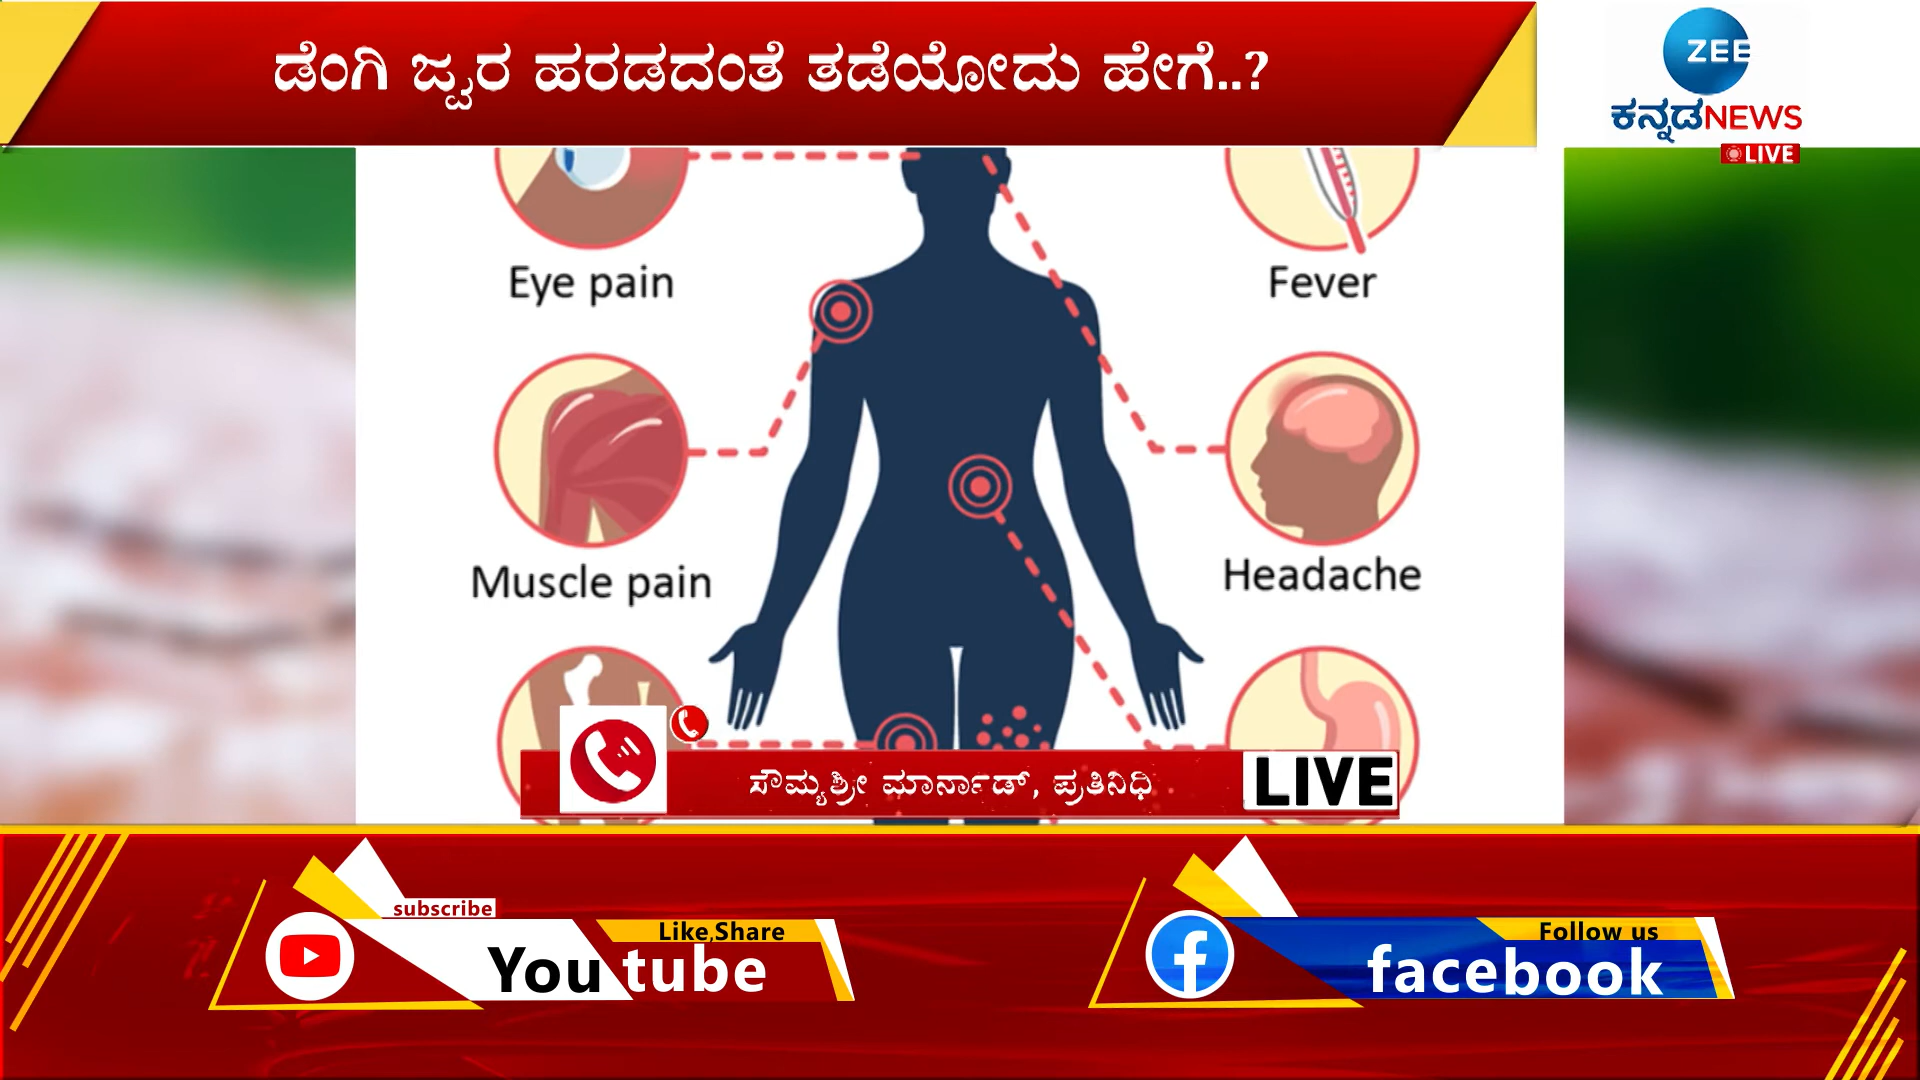 ಡೆಂಗಿ ಜ್ವರ ಹರಡದಂತೆ ತಡೆಯೋದು ಹೇಗೆ..?
ZEE
ಕನ್ನಡNEWS
LIVE
Eye pain
Fever
Muscle pain
Headache
ಸೌಮ್ಯಶ್ರೀ ಮಾರ್ನಾಡ್, ಪ್ರತಿನಿಧಿ
LIVE
subscribe
Like,Share
You tube
Follow us
facebook